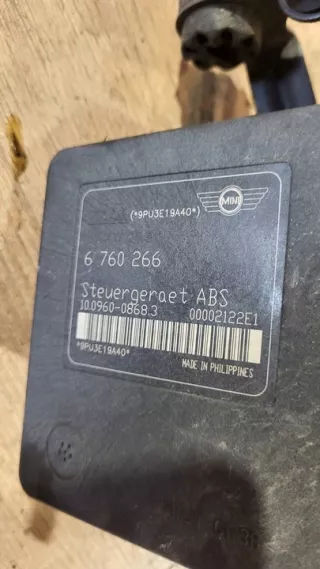 (*9PU3E19A40*)
MINI
6 760 266
Steuergeraet ABS
10.0960-0868.3 00002122E1
*9PU3E19A40*
MADE IN PHILIPPINES